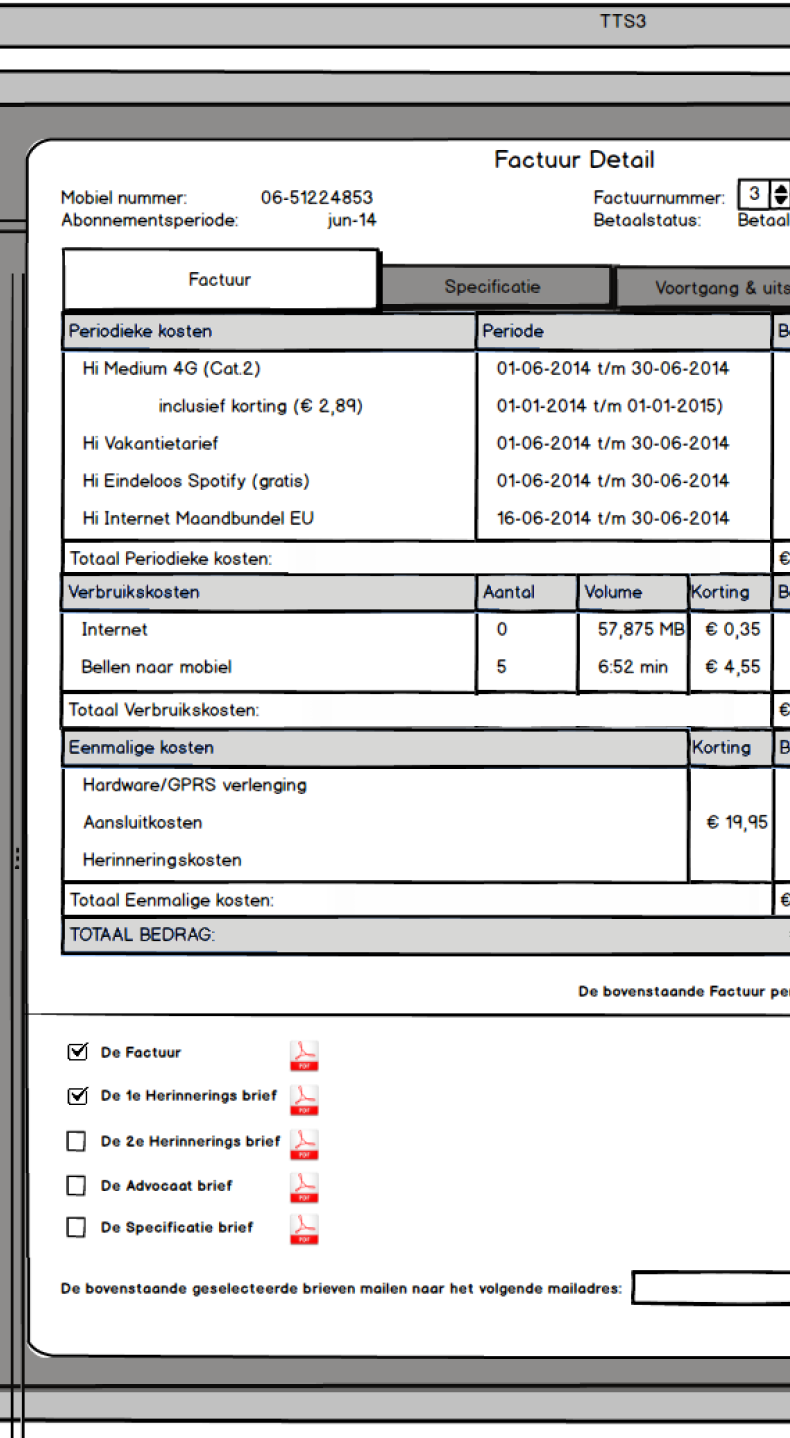 TTS3
Factuur Detail
Mobiel nummer: 06-51224853 Factuurnummer: 3
Abonnementsperiode: jun-14 Betaalstatus: Betaal
Factuur Specificatie Voortgang & uits
Periodieke kosten Periode
Hi Medium 4G (Cat.2) 01-06-2014 t/m 30-06-2014
inclusief korting (€ 2,89) 01-01-2014 t/m 01-01-2015)
Hi Vakantietarief 01-06-2014 t/m 30-06-2014
Hi Eindeloos Spotify (gratis) 01-06-2014 t/m 30-06-2014
Hi Internet Maandbundel EU 16-06-2014 t/m 30-06-2014
Totaal Periodieke kosten: €
Verbruikskosten Aantal Volume Korting
Internet 0 57,875 MB € 0,35
Bellen naar mobiel 5 6:52 min € 4,55
Totaal Verbruikskosten: €
Eenmalige kosten Korting
Hardware/GPRS verlenging
Aansluitkosten € 19,95
Herinneringskosten
Totaal Eenmalige kosten: €
TOTAAL BEDRAG:
De bovenstaande Factuur per
De Factuur PDF
De 1e Herinnerings brief PDF
De 2e Herinnerings brief PDF
De Advocaat brief PDF
De Specificatie brief PDF
De bovenstaande geselecteerde brieven mailen naar het volgende mailadres: